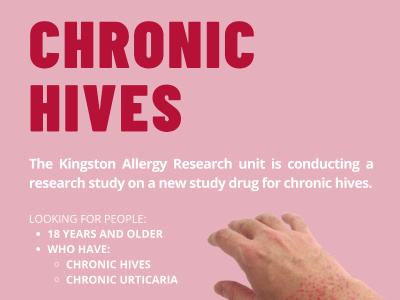 CHRONIC
HIVES
The Kingston Allergy Research unit is conducting a
research study on a new study drug for chronic hives.
LOOKING FOR PEOPLE:
• 18 YEARS AND OLDER
• WHO HAVE:
○ CHRONIC HIVES
○ CHRONIC URTICARIA